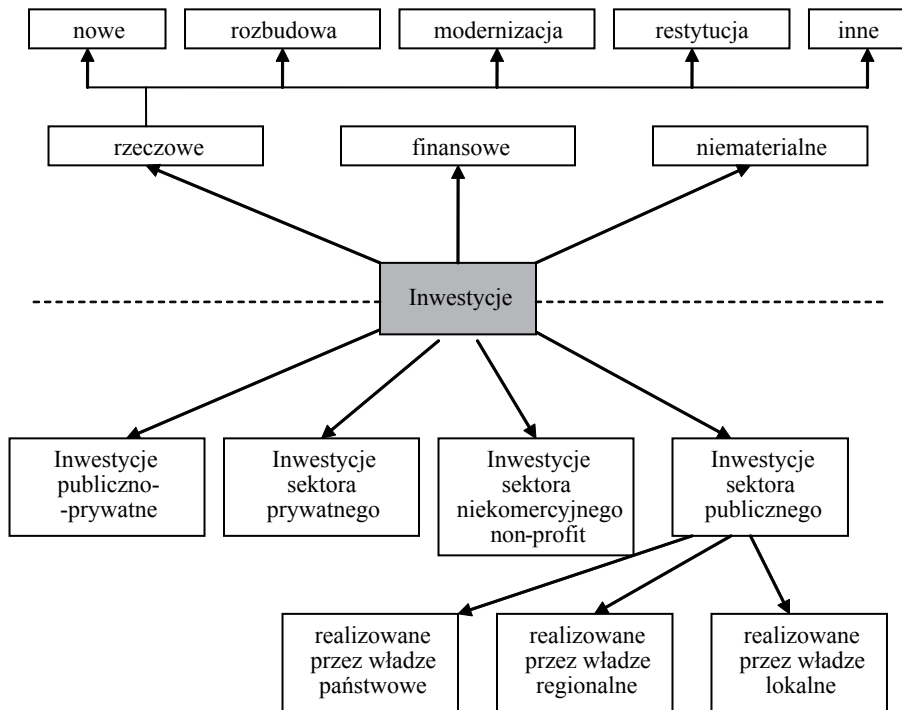 nowe
rozbudowa
modernizacja
restytucja
inne
rzeczowe
finansowe
niematerialne
Inwestycje
Inwestycje
publiczno-
-prywatne
Inwestycje
sektora
prywatnego
Inwestycje
sektora
niekomercyjnego
non-profit
Inwestycje
sektora
publicznego
realizowane
przez władze
państwowe
realizowane
przez władze
regionalne
realizowane
przez władze
lokalne